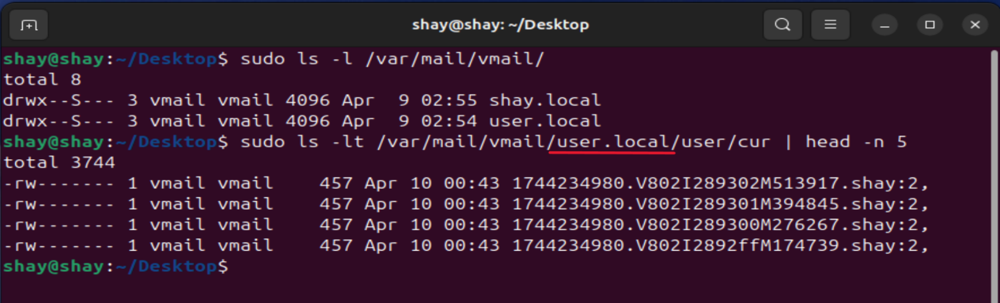 shay@shay: ~/Desktop
shay@shay:~/Desktop$ sudo ls -l /var/mail/vmail/
total 8
drwx--S--- 3 vmail vmail 4096 Apr  9 02:55 shay.local
drwx--S--- 3 vmail vmail 4096 Apr  9 02:54 user.local
shay@shay:~/Desktop$ sudo ls -lt /var/mail/vmail/user.local/user/cur | head -n 5
total 3744
-rw------- 1 vmail vmail    457 Apr 10 00:43 1744234980.V802I289302M513917.shay:2,
-rw------- 1 vmail vmail    457 Apr 10 00:43 1744234980.V802I289301M394845.shay:2,
-rw------- 1 vmail vmail    457 Apr 10 00:43 1744234980.V802I289300M276267.shay:2,
-rw------- 1 vmail vmail    457 Apr 10 00:43 1744234980.V802I2892ffM174739.shay:2,
shay@shay:~/Desktop$